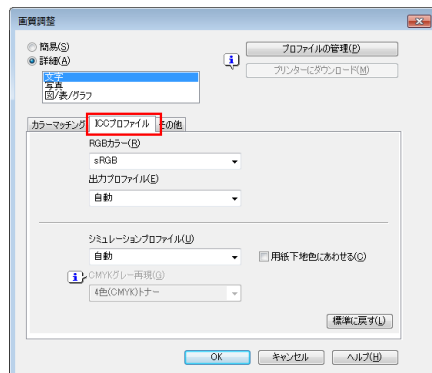 画質調整
簡易(S)
詳細(A)
文字
写真
図/表/グラフ
プロファイルの管理(P)
プリンターにダウンロード(M)
カラーマッチング ICCプロファイル その他
RGBカラー(R)
sRGB
出力プロファイル(E)
自動
シミュレーションプロファイル(U)
自動
用紙下地色にあわせる(C)
CMYKグレー再現(G)
4色(CMYK)トナー
標準に戻す(L)
OK キャンセル ヘルプ(H)